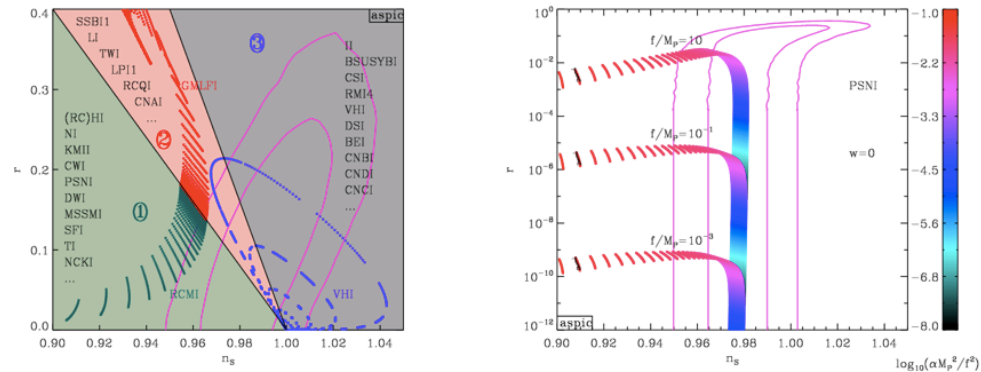 0.4
0.3
0.2
0.1
0.0
r
0.90
0.92
0.94
0.96
0.98
1.00
1.02
1.04
n_s
aspic
SSBI1
LI
TWI
LPI1
RCQI
CNAI
...
GMLFI
②
(RC)HI
NI
KMII
CWI
PSNI
DWI
MSSMI
SFI
TI
NCKI
...
①
RCMI
③
II
BSUSYBI
CSI
RMI4
VHI
DSI
BEI
CNBI
CNDI
CNCI
...
VHI
10^0
10^-2
10^-4
10^-6
10^-8
10^-10
10^-12
r
0.90
0.92
0.94
0.96
0.98
1.00
1.02
1.04
n_s
f/M_P=10
f/M_P=10^-1
f/M_P=10^-3
PSNI
w=0
aspic
-1.0
-2.2
-3.3
-4.5
-5.6
-6.8
-8.0
log_10(αM_P^2/f^2)